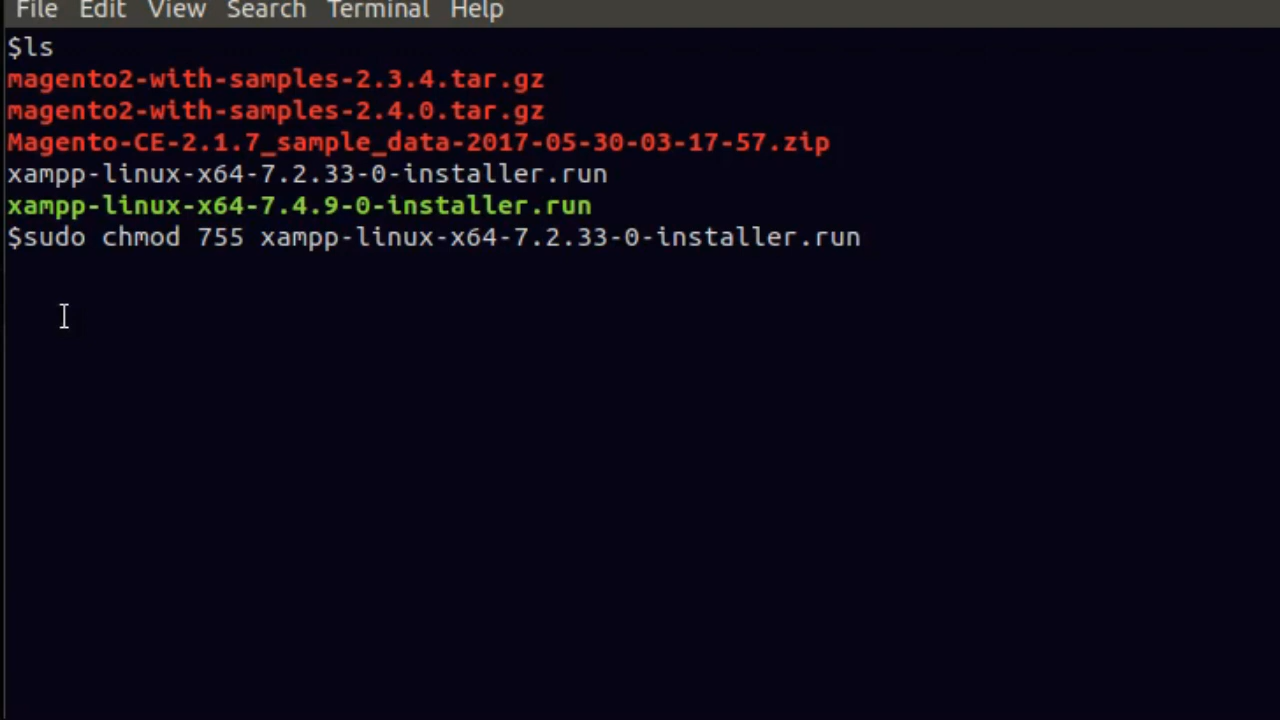 File Edit View Search Terminal Help
$ls
magento2-with-samples-2.3.4.tar.gz
magento2-with-samples-2.4.0.tar.gz
Magento-CE-2.1.7_sample_data-2017-05-30-03-17-57.zip
xampp-linux-x64-7.2.33-0-installer.run
xampp-linux-x64-7.4.9-0-installer.run
$sudo chmod 755 xampp-linux-x64-7.2.33-0-installer.run